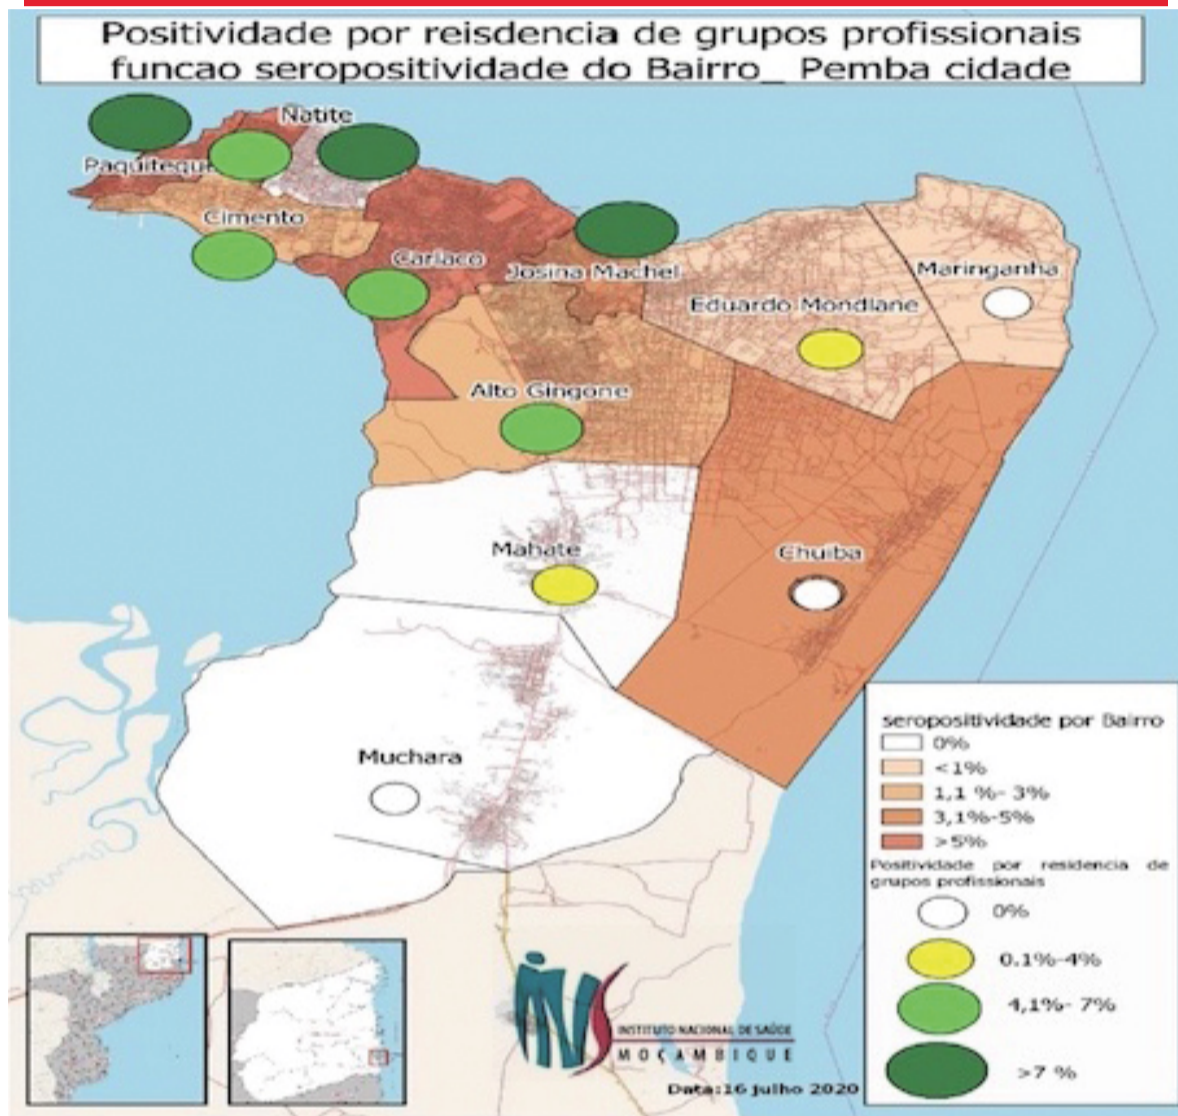 Positividade por reisdencia de grupos profissionais
funcao seropositividade do Bairro_ Pemba cidade
Natite
Paquitequ
Cimento
Cariaco
Josina Machel
Maringanha
Eduardo Mondlane
Alto Gingone
Mahate
Chuiba
Muchara
seropositividade por Bairro
0%
<1%
1,1 %- 3%
3,1%-5%
>5%
Positividade por residencia de
grupos profissionais
0%
0.1%-4%
4,1%- 7%
>7 %
INS
INSTITUTO NACIONAL DE SAÚDE
MOÇAMBIQUE
Data:16 julho 2020